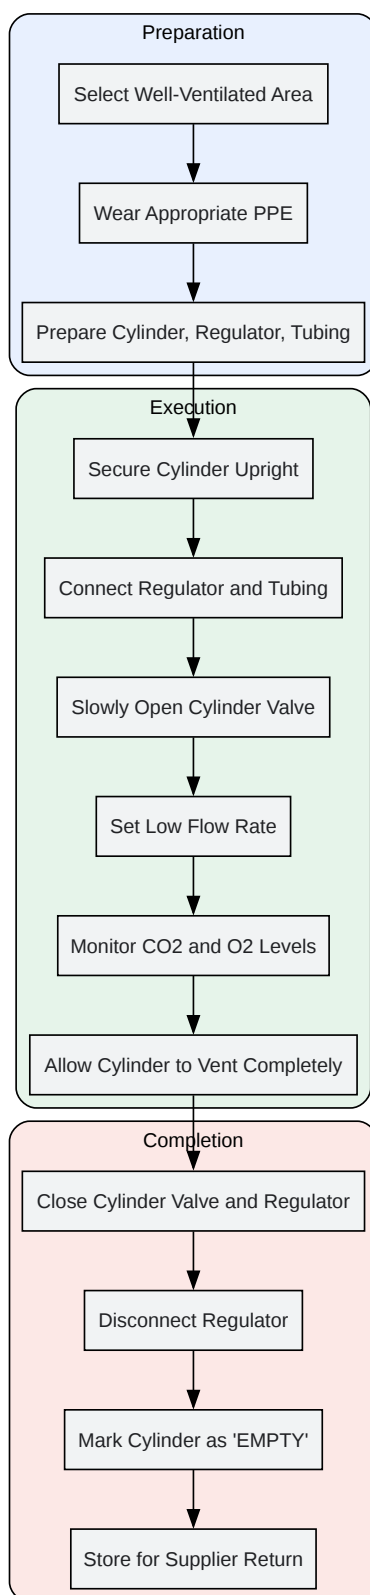 Preparation
Select Well-Ventilated Area
Wear Appropriate PPE
Prepare Cylinder, Regulator, Tubing
Execution
Secure Cylinder Upright
Connect Regulator and Tubing
Slowly Open Cylinder Valve
Set Low Flow Rate
Monitor CO2 and O2 Levels
Allow Cylinder to Vent Completely
Completion
Close Cylinder Valve and Regulator
Disconnect Regulator
Mark Cylinder as 'EMPTY'
Store for Supplier Return